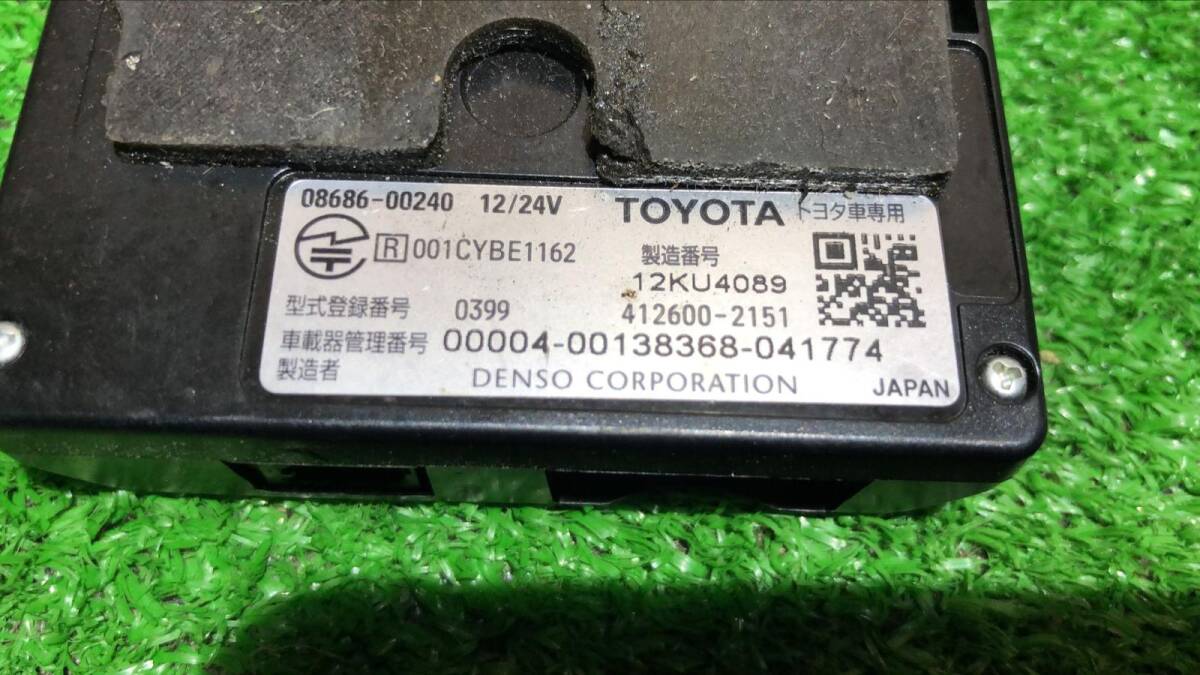 08686-00240 12/24V TOYOTA トヨタ車専用
R 001CYBE1162 製造番号
12KU4089
型式登録番号 0399 412600-2151
車載器管理番号 00004-00138368-041774
製造者 DENSO CORPORATION JAPAN